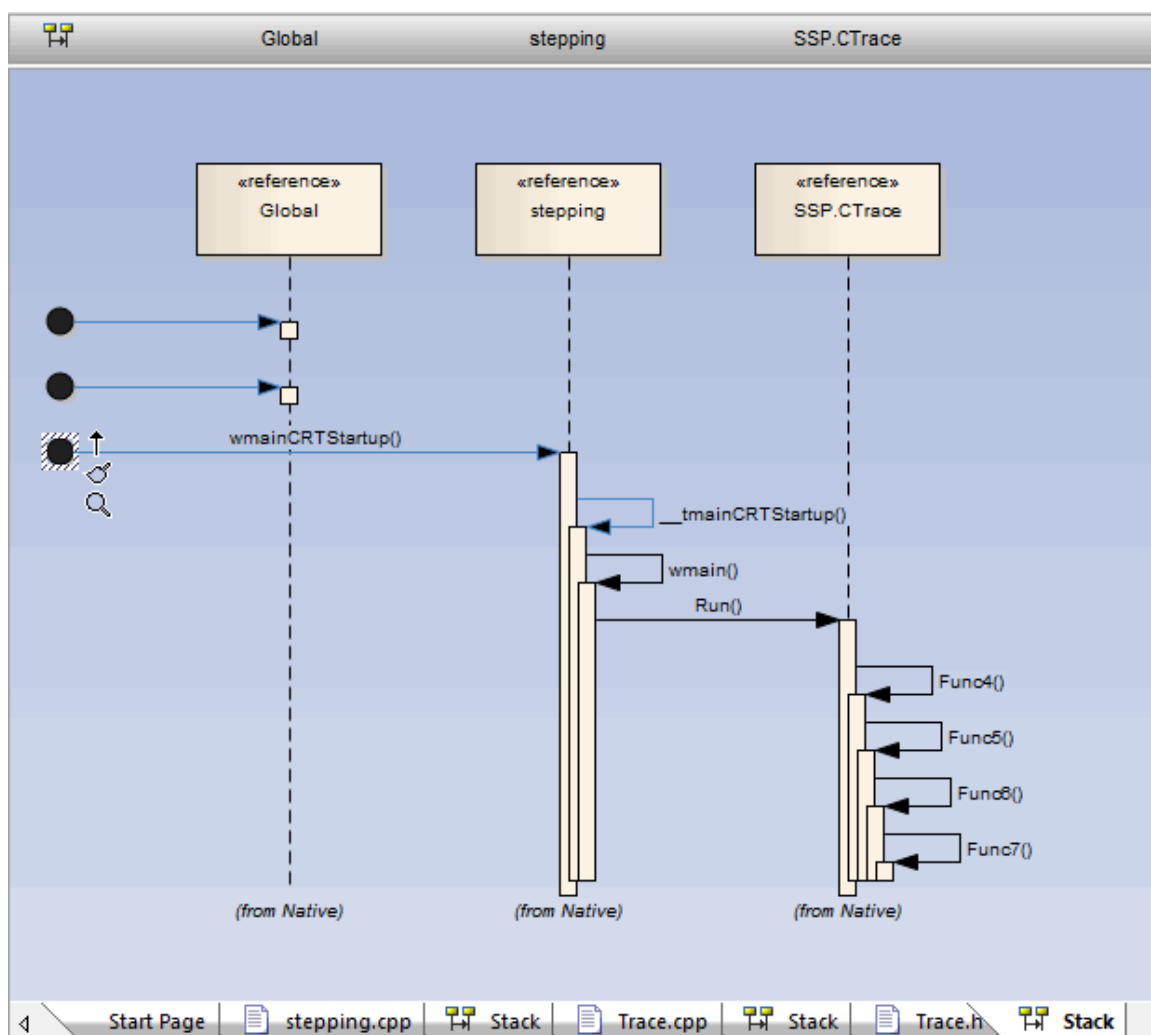 Global stepping SSP.CTrace
«reference» «reference» «reference»
Global stepping SSP.CTrace
wmainCRTStartup()
__tmainCRTStartup()
wmain()
Run()
Func4()
Func5()
Func6()
Func7()
(from Native) (from Native) (from Native)
Start Page stepping.cpp Stack Trace.cpp Stack Trace.h Stack